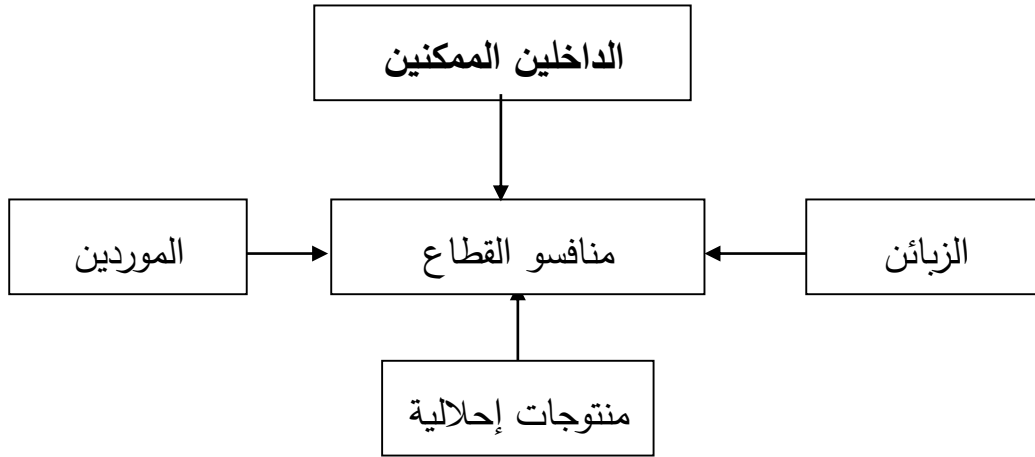 الداخلين الممكنين
الزبائن
منافسو القطاع
الموردين
منتوجات إحلالية